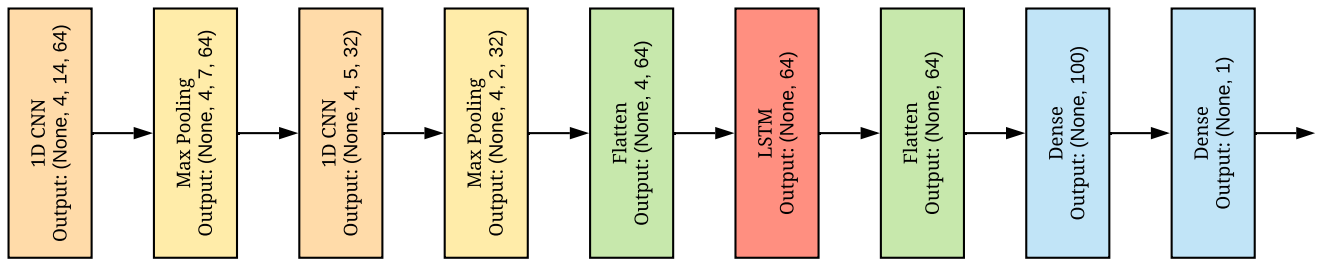 1D CNN
Output: (None, 4, 14, 64)
Max Pooling
Output: (None, 4, 7, 64)
1D CNN
Output: (None, 4, 5, 32)
Max Pooling
Output: (None, 4, 2, 32)
Flatten
Output: (None, 4, 64)
LSTM
Output: (None, 64)
Flatten
Output: (None, 64)
Dense
Output: (None, 100)
Dense
Output: (None, 1)